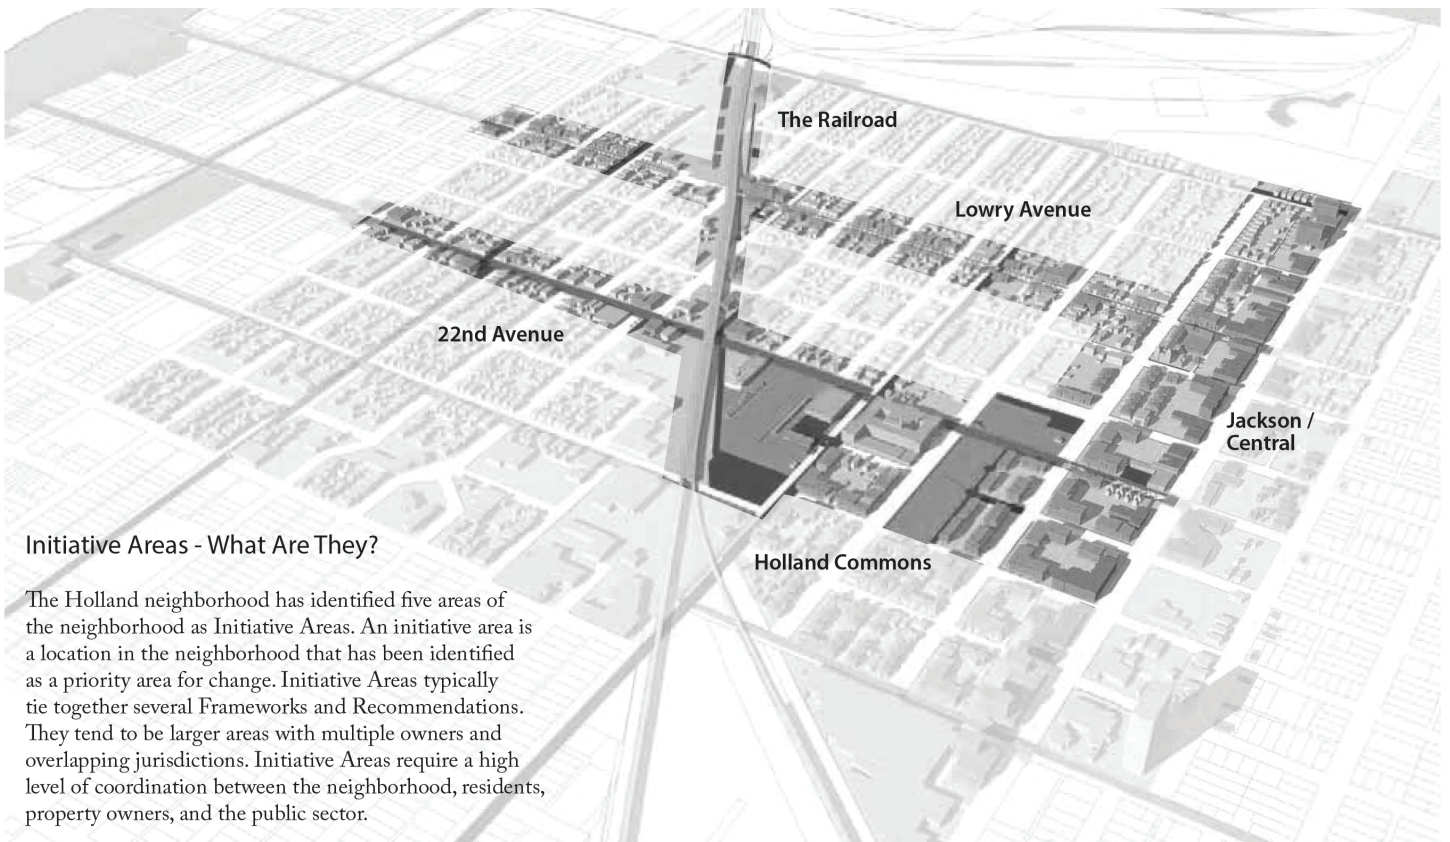 The Railroad
Lowry Avenue
22nd Avenue
Jackson /
Central
Holland Commons
Initiative Areas - What Are They?
The Holland neighborhood has identified five areas of
the neighborhood as Initiative Areas. An initiative area is
a location in the neighborhood that has been identified
as a priority area for change. Initiative Areas typically
tie together several Frameworks and Recommendations.
They tend to be larger areas with multiple owners and
overlapping jurisdictions. Initiative Areas require a high
level of coordination between the neighborhood, residents,
property owners, and the public sector.